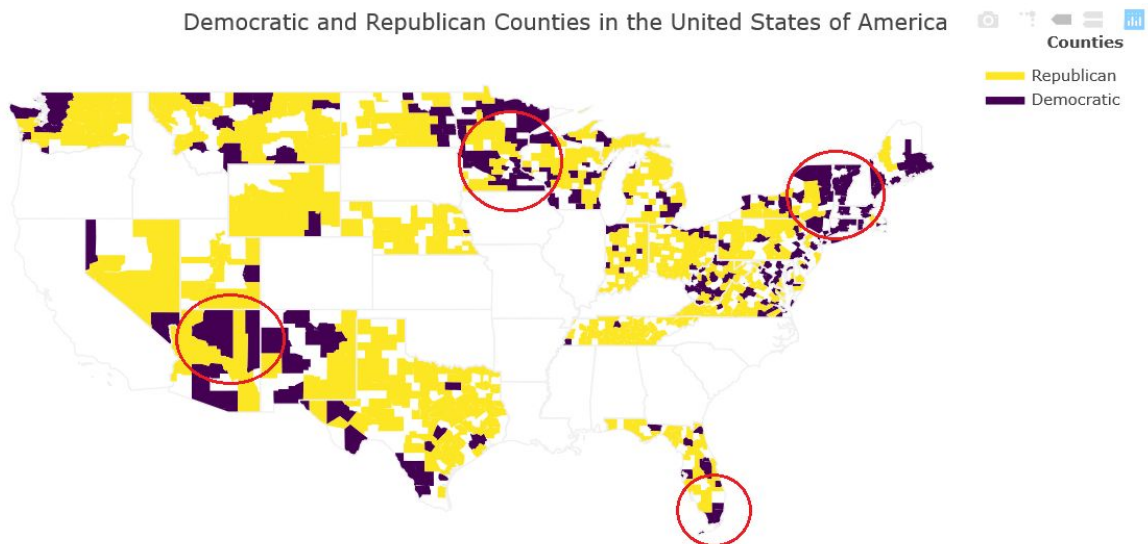 Democratic and Republican Counties in the United States of America
Counties
Republican
Democratic